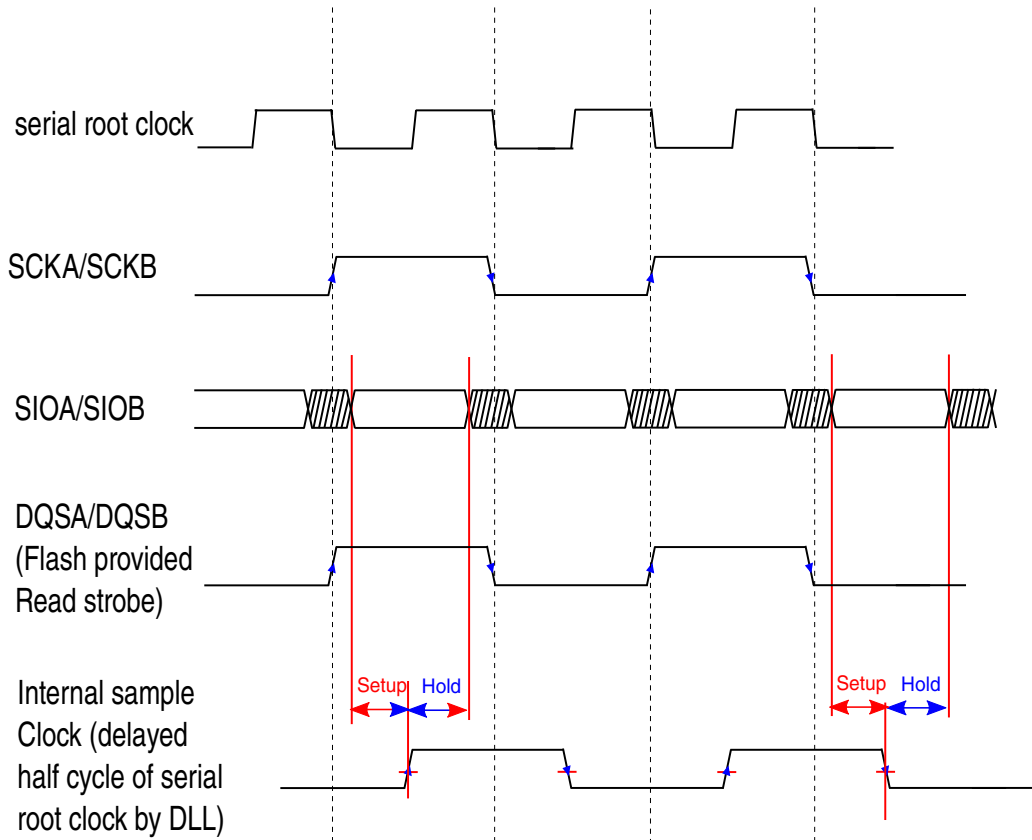 serial root clock
SCKA/SCKB
SIOA/SIOB
DQSA/DQSB
(Flash provided
Read strobe)
Internal sample
Clock (delayed
half cycle of serial
root clock by DLL)
Setup
Hold
Setup
Hold